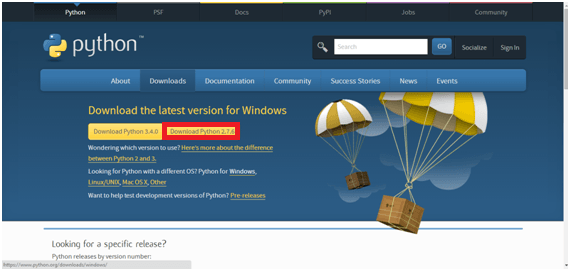 Python PSF Docs PyPI Jobs Community
python™ Search GO Socialize Sign In
About Downloads Documentation Community Success Stories News Events
Download the latest version for Windows
Download Python 3.4.0 Download Python 2.7.6
Wondering which version to use? Here's more about the difference
between Python 2 and 3.
Looking for Python with a different OS? Python for Windows,
Linux/UNIX, Mac OS X, Other
Want to help test development versions of Python? Pre-releases
Looking for a specific release?
Python releases by version number:
https://www.python.org/downloads/windows/